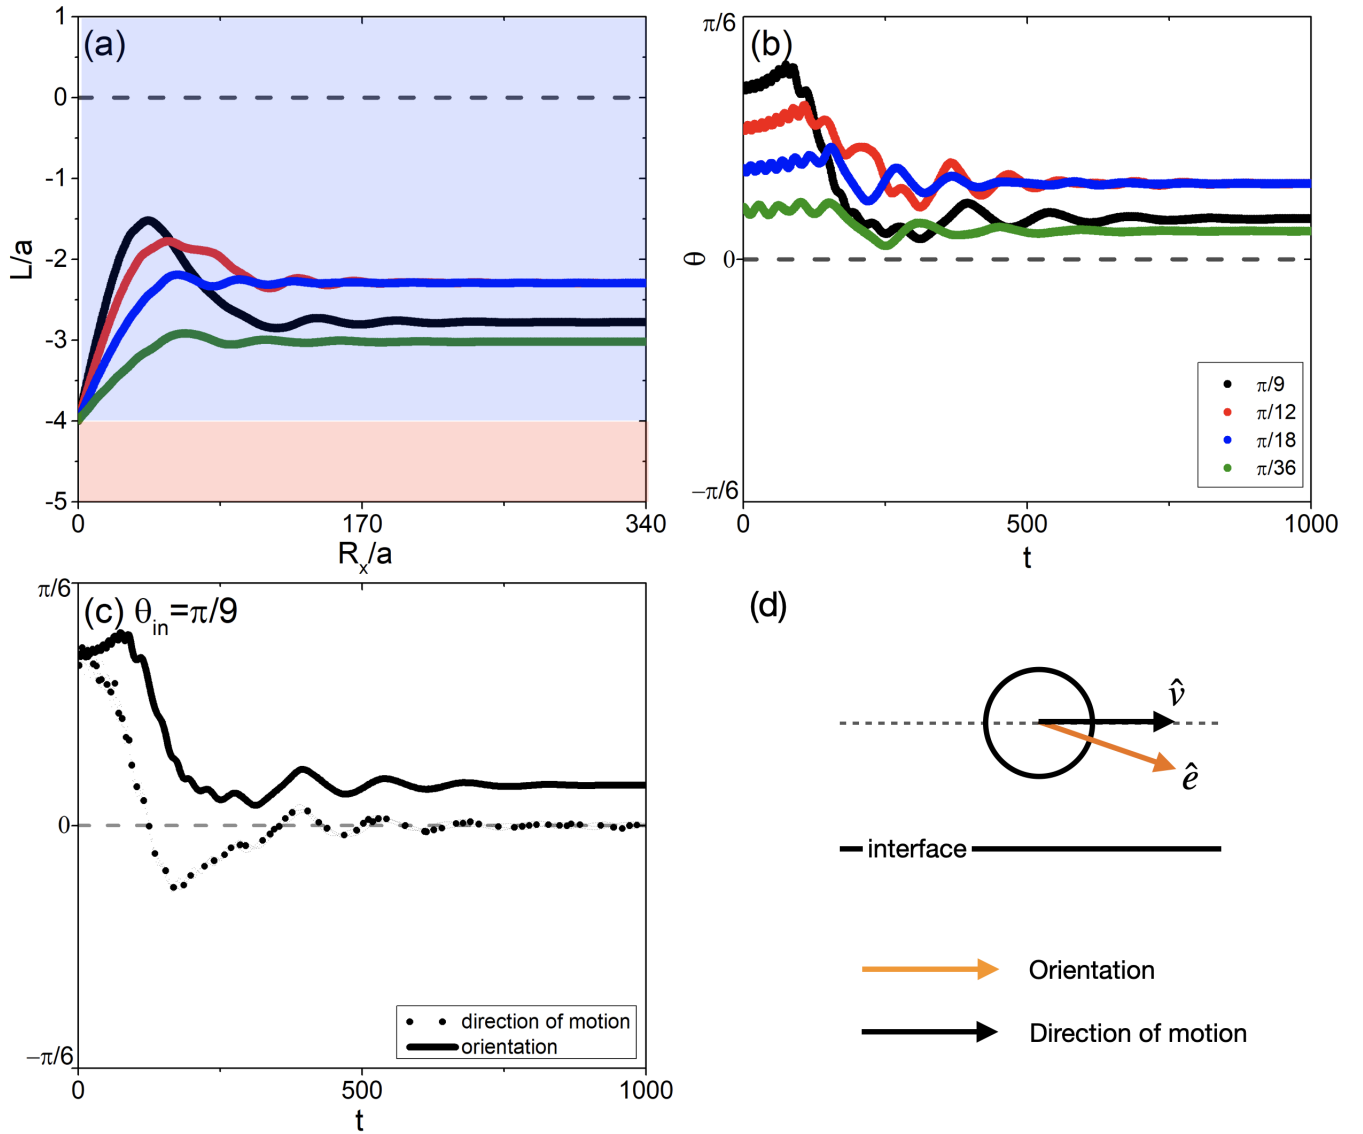 (a)
1
0
-1
-2
-3
-4
-5
L/a
0
170
340
Rₓ/a
(b)
π/6
0
−π/6
θ
π/9
π/12
π/18
π/36
0
500
1000
t
(c) θ_in=π/9
π/6
0
−π/6
direction of motion
orientation
0
500
1000
t
(d)
v̂
ê
interface
Orientation
Direction of motion